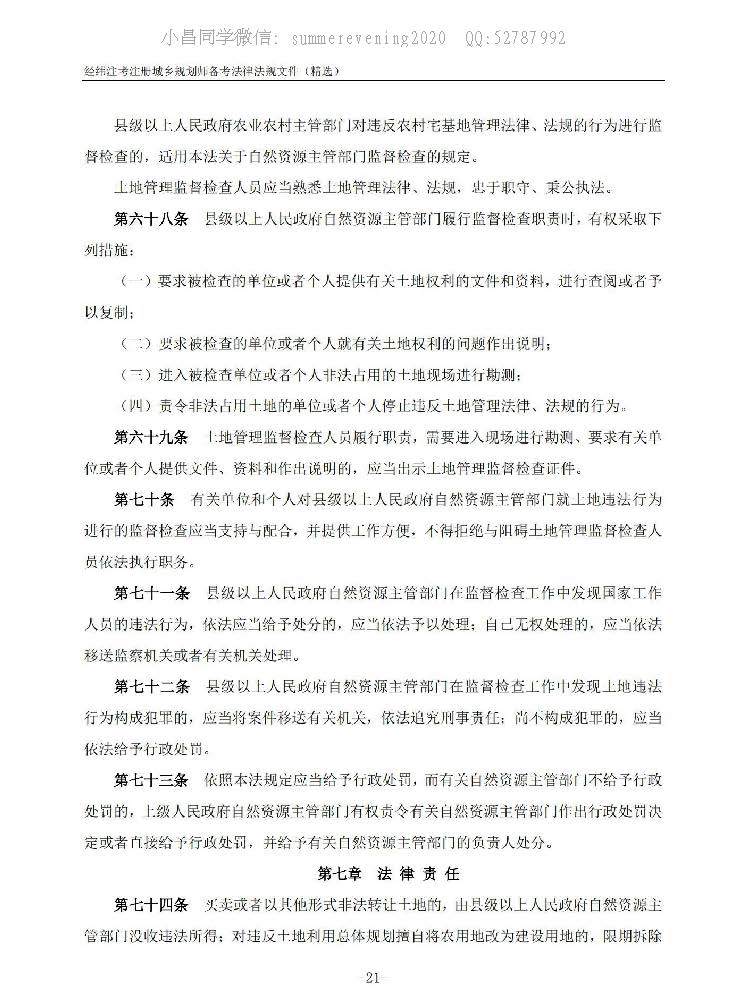 小昌同学微信: summerevening2020 QQ:52787992
经纬注考注册城乡规划师备考法律法规文件（精选）
县级以上人民政府农业农村主管部门对违反农村宅基地管理法律、法规的行为进行监
督检查的，适用本法关于自然资源主管部门监督检查的规定。
土地管理监督检查人员应当熟悉土地管理法律、法规，忠于职守、秉公执法。
第六十八条 县级以上人民政府自然资源主管部门履行监督检查职责时，有权采取下
列措施：
（一）要求被检查的单位或者个人提供有关土地权利的文件和资料，进行查阅或者予
以复制；
（二）要求被检查的单位或者个人就有关土地权利的问题作出说明；
（三）进入被检查单位或者个人非法占用的土地现场进行勘测；
（四）责令非法占用土地的单位或者个人停止违反土地管理法律、法规的行为。
第六十九条 土地管理监督检查人员履行职责，需要进入现场进行勘测、要求有关单
位或者个人提供文件、资料和作出说明的，应当出示土地管理监督检查证件。
第七十条 有关单位和个人对县级以上人民政府自然资源主管部门就土地违法行为
进行的监督检查应当支持与配合，并提供工作方便，不得拒绝与阻碍土地管理监督检查人
员依法执行职务。
第七十一条 县级以上人民政府自然资源主管部门在监督检查工作中发现国家工作
人员的违法行为，依法应当给予处分的，应当依法予以处理；自己无权处理的，应当依法
移送监察机关或者有关机关处理。
第七十二条 县级以上人民政府自然资源主管部门在监督检查工作中发现土地违法
行为构成犯罪的，应当将案件移送有关机关，依法追究刑事责任；尚不构成犯罪的，应当
依法给予行政处罚。
第七十三条 依照本法规定应当给予行政处罚，而有关自然资源主管部门不给予行政
处罚的，上级人民政府自然资源主管部门有权责令有关自然资源主管部门作出行政处罚决
定或者直接给予行政处罚，并给予有关自然资源主管部门的负责人处分。
第七章 法 律 责 任
第七十四条 买卖或者以其他形式非法转让土地的，由县级以上人民政府自然资源主
管部门没收违法所得；对违反土地利用总体规划擅自将农用地改为建设用地的，限期拆除
-21-